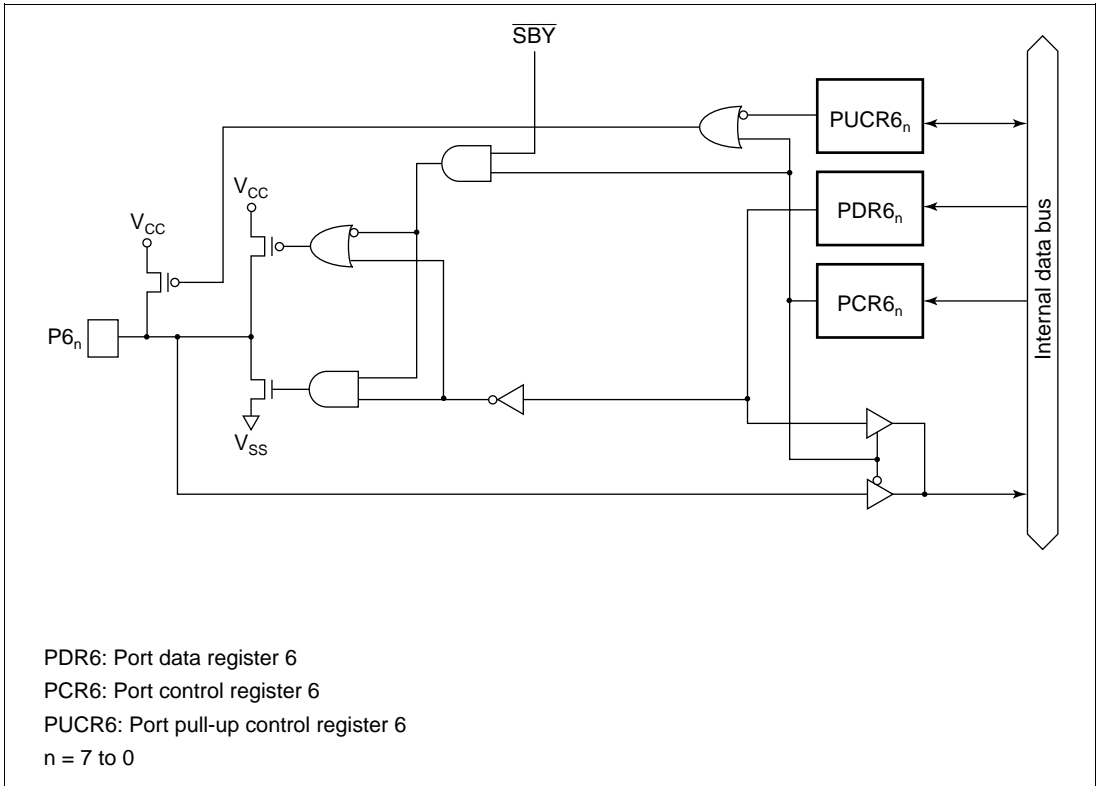 SBY
PUCR6n
VCC
VCC
PDR6n
Internal data bus
PCR6n
P6n
VSS
PDR6: Port data register 6
PCR6: Port control register 6
PUCR6: Port pull-up control register 6
n = 7 to 0